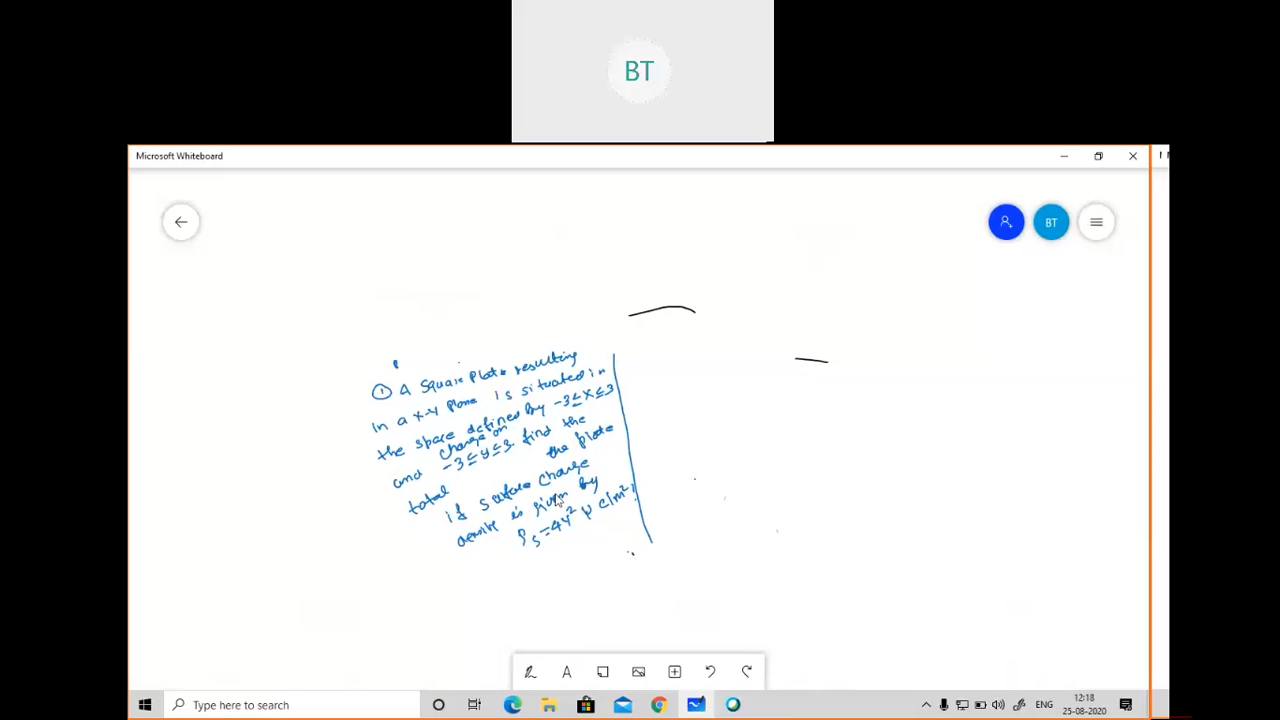 BT
Microsoft Whiteboard
BT
① A Square Plate resulting
in a x-y plane is situated in
the space defined by -3≤x≤3
and -3≤y≤3. find the
total charge on the plate
if surface charge
is given by
ρs=4y² μ C/m².
Type here to search
ENG
12:18
25-08-2020